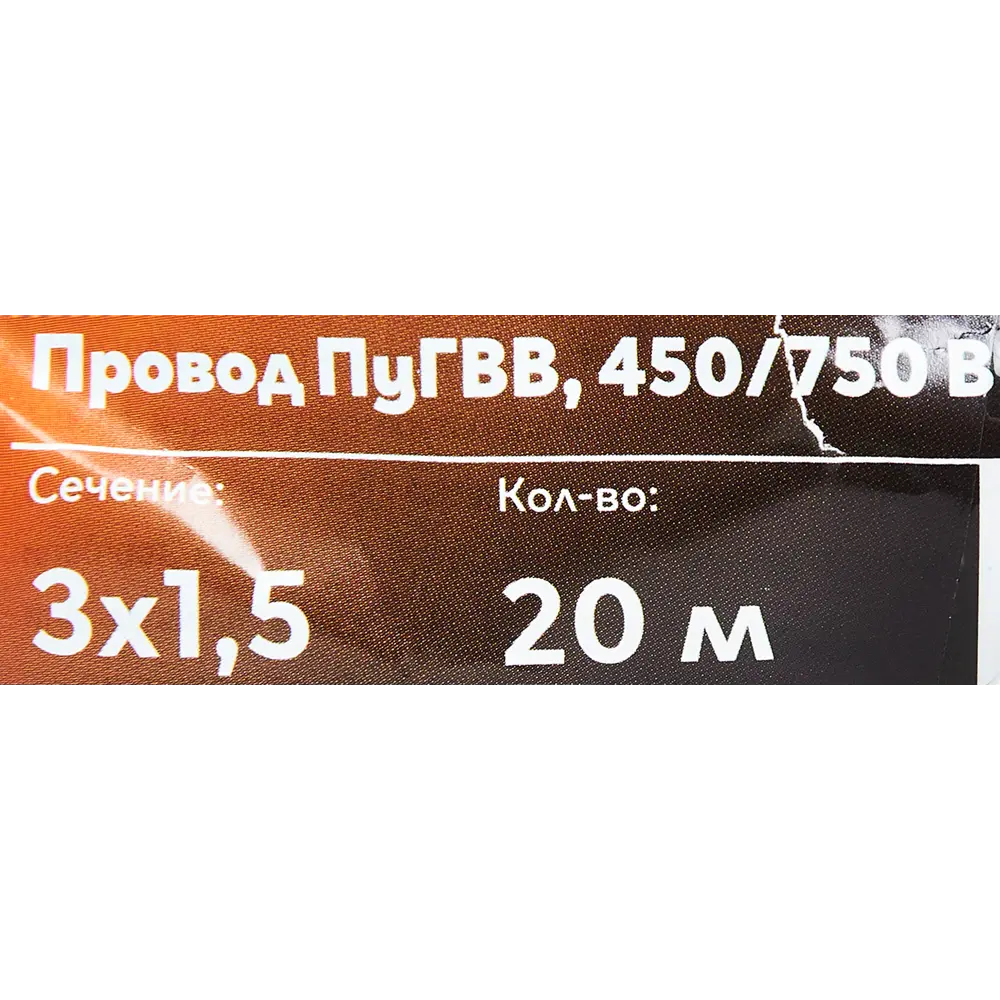 Провод ПуГВВ, 450/750 В
Сечение: Кол-во:
3х1,5 20 м